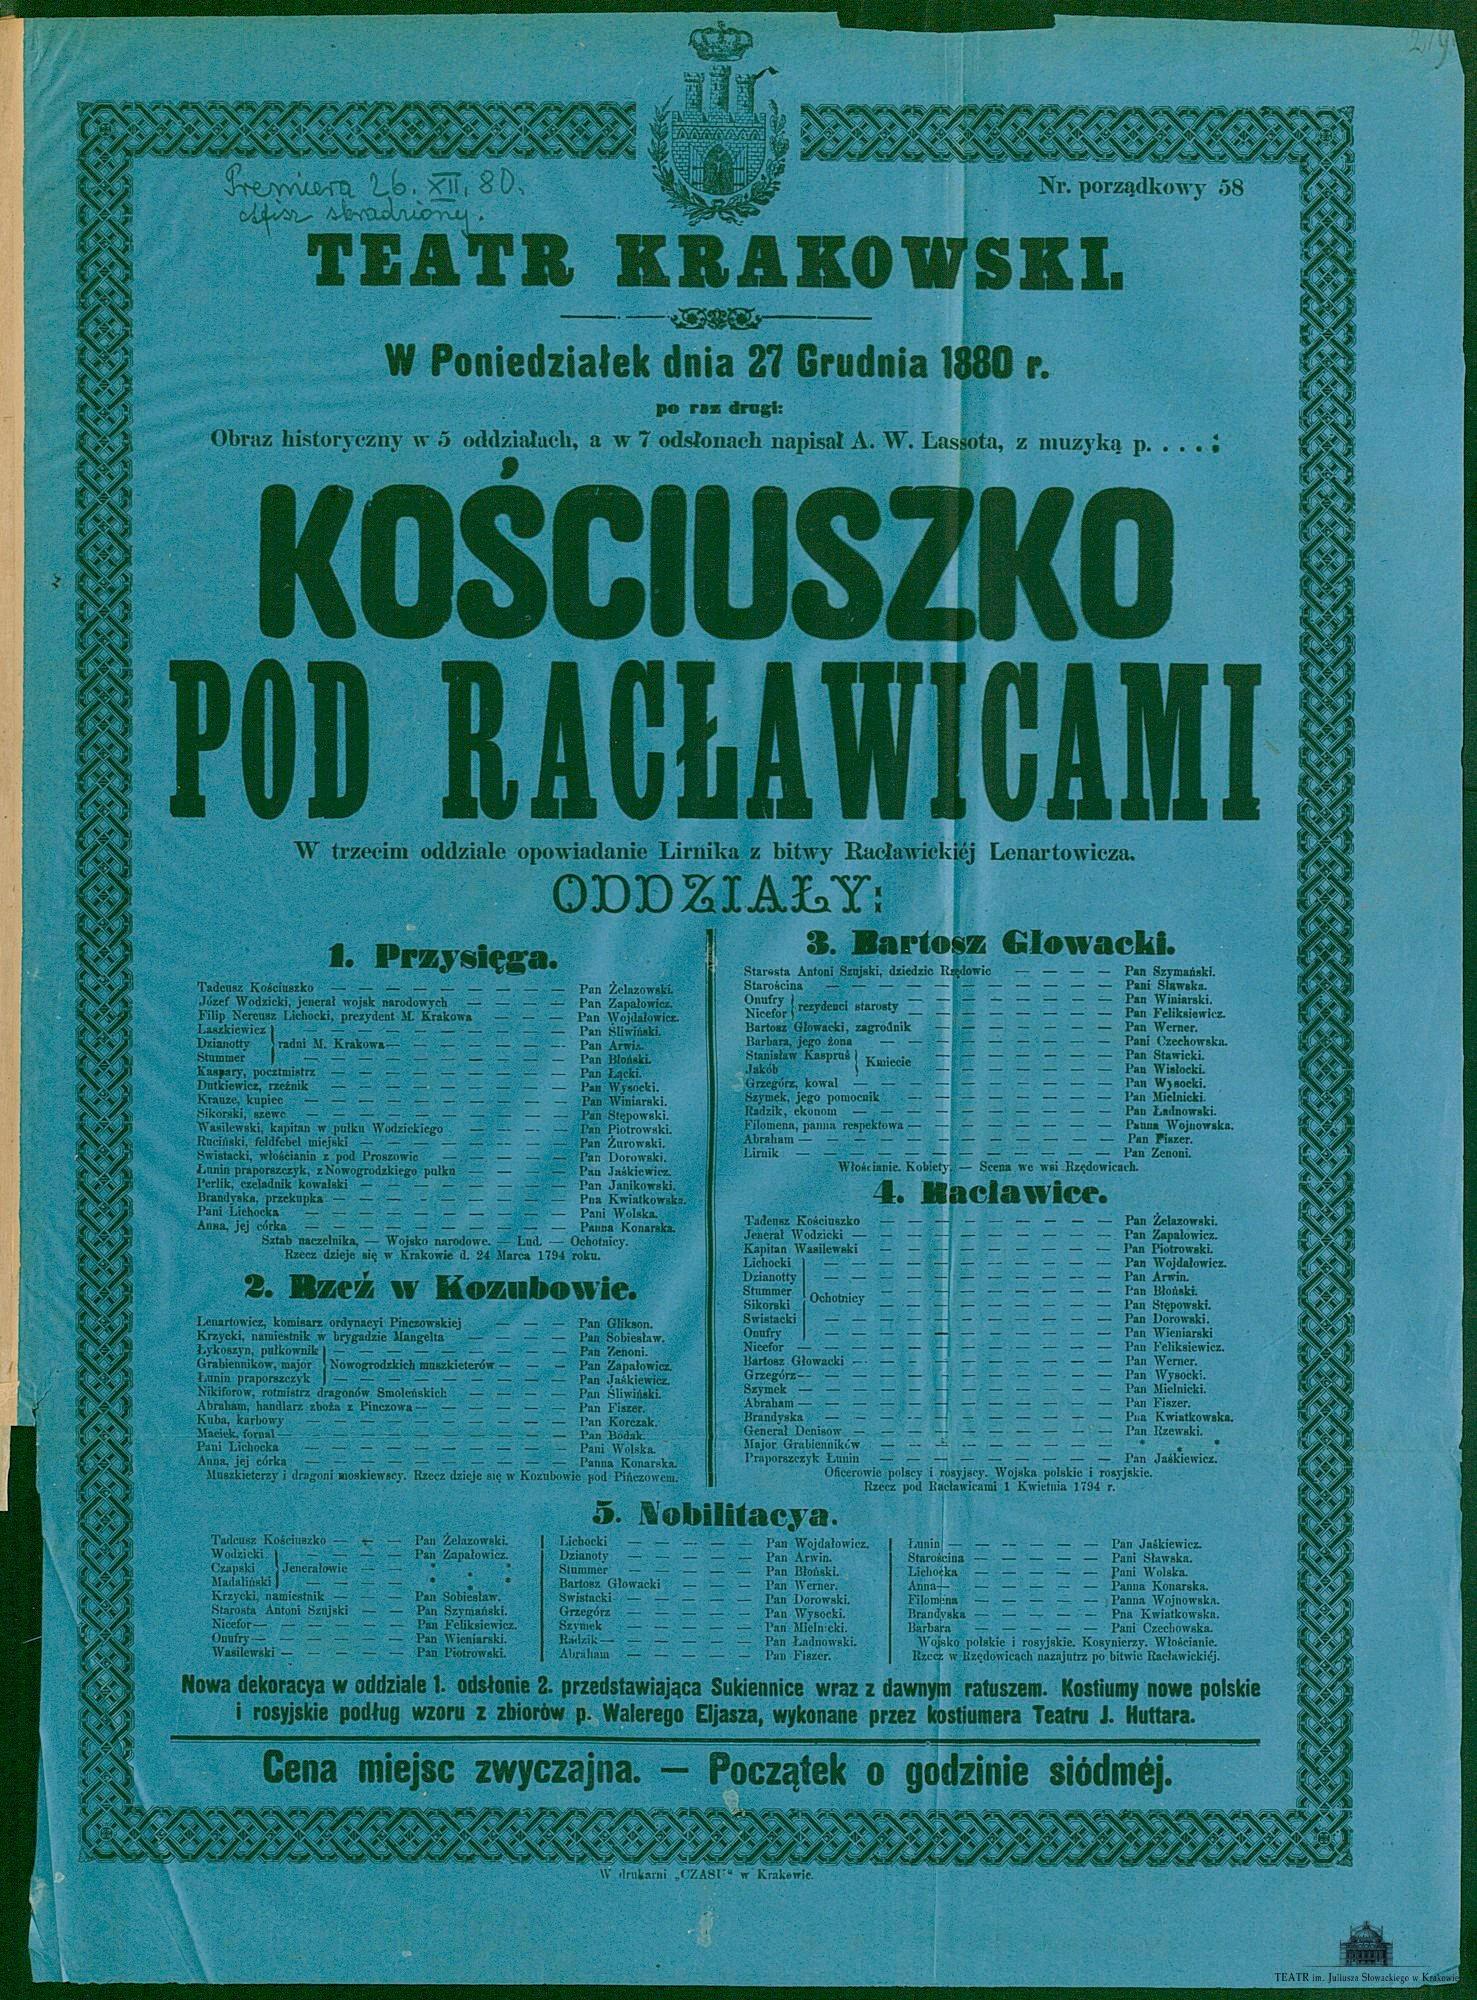 219
Premiera 26. XII. 80.
Afisz skradziony.
Nr. porządkowy 58
TEATR KRAKOWSKI.
W Poniedziałek dnia 27 Grudnia 1880 r.
po raz drugi:
Obraz historyczny w 5 oddziałach, a w 7 odsłonach napisał A. W. Lassota, z muzyką p. . . . . :
KOŚCIUSZKO
POD RACŁAWICAMI
W trzecim oddziale opowiadanie Lirnika z bitwy Racławickiéj Lenartowicza.
ODDZIAŁY:
1. Przysięga.
Tadeusz Kościuszko — Pan Żelazowski.
Józef Wodzicki, jenerał wojsk narodowych — Pan Zapałowicz.
Filip Nereusz Lichocki, prezydent M. Krakowa — Pan Wojdałowicz.
Laszkiewicz — Pan Śliwiński.
Dzianotty } radni M. Krakowa — Pan Arwin.
Stummer — Pan Błoński.
Kaspary, pocztmistrz — Pan Łącki.
Dutkiewicz, rzeźnik — Pan Wysocki.
Krauze, kupiec — Pan Winiarski.
Sikorski, szewc — Pan Stępowski.
Wasilewski, kapitan w pułku Wodzickiego — Pan Piotrowski.
Ruciński, feldfebel miejski — Pan Żurowski.
Swistacki, włościanin z pod Proszowic — Pan Dorowski.
Łunin praporszczyk, z Nowogrodzkiego pułku — Pan Jaśkiewicz.
Perlik, czeladnik kowalski — Pan Janikowski.
Brandyska, przekupka — Pna Kwiatkowska.
Pani Lichocka — Pani Wolska.
Anna, jej córka — Panna Konarska.
Sztab naczelnika, — Wojsko narodowe. — Lud. — Ochotnicy.
Rzecz dzieje się w Krakowie d. 24 Marca 1794 roku.
2. Rzeź w Kozubowie.
Lenartowicz, komisarz ordynacyi Pinczowskiej — Pan Glikson.
Krzycki, namiestnik w brygadzie Mangelta — Pan Sobiesław.
Łykoszyn, pułkownik — Pan Zenoni.
Grabiennikow, major } Nowogrodzkich muszkieterów — Pan Zapałowicz.
Łunin praporszczyk — Pan Jaśkiewicz.
Nikiforow, rotmistrz dragonów Smoleńskich — Pan Śliwiński.
Abraham, handlarz zboża z Pinczowa — Pan Fiszer.
Kuba, karbowy — Pan Korczak.
Maciek, fornal — Pan Bodak.
Pani Lichocka — Pani Wolska.
Anna, jej córka — Panna Konarska.
Muszkieterzy i dragoni moskiewscy. Rzecz dzieje się w Kozubowie pod Pińczowem.
3. Bartosz Głowacki.
Starosta Antoni Szujski, dziedzic Rzędowic — Pan Szymański.
Starościna — Pani Sławska.
Onufry — Pan Winiarski.
Nicefor } rezydenci starosty — Pan Feliksiewicz.
Bartosz Głowacki, zagrodnik — Pan Werner.
Barbara, jego żona — Pani Czechowska.
Stanisław Kasprus — Pan Stawicki.
Jakób } Kmiecie — Pan Wisłocki.
Grzegórz, kowal — Pan Wysocki.
Szymek, jego pomocnik — Pan Mielnicki.
Radzik, ekonom — Pan Ładnowski.
Filomena, panna respektowa — Panna Wojnowska.
Abraham — Pan Fiszer.
Lirnik — Pan Zenoni.
Włościanie. Kobiety. — Scena we wsi Rzędowicach.
4. Racławice.
Tadeusz Kościuszko — Pan Żelazowski.
Jenerał Wodzicki — Pan Zapałowicz.
Kapitan Wasilewski — Pan Piotrowski.
Lichocki — Pan Wojdałowicz.
Dzianotty — Pan Arwin.
Stummer — Pan Błoński.
Sikorski } Ochotnicy — Pan Stępowski.
Swistacki — Pan Dorowski.
Onufry — Pan Wieniarski
Nicefor — Pan Feliksiewicz.
Bartosz Głowacki — Pan Werner.
Grzegórz — Pan Wysocki.
Szymek — Pan Mielnicki.
Abraham — Pan Fiszer.
Brandyska — Pna Kwiatkowska.
Generał Denisow — Pan Rzewski.
Major Grabienników — * * *
Praporszczyk Łunin — Pan Jaśkiewicz.
Oficerowie polscy i rosyjscy. Wojska polskie i rosyjskie.
Rzecz pod Racławicami 1 Kwietnia 1794 r.
5. Nobilitacya.
Tadeusz Kościuszko — Pan Żelazowski.
Wodzicki — Pan Zapałowicz.
Czapski } Jenerałowie — * * *
Madaliński — * * *
Krzycki, namiestnik — Pan Sobiesław.
Starosta Antoni Szujski — Pan Szymański.
Nicefor — Pan Feliksiewicz.
Onufry — Pan Wieniarski.
Wasilewski — Pan Piotrowski.
Lichocki — Pan Wojdałowicz.
Dzianoty — Pan Arwin.
Stummer — Pan Błoński.
Bartosz Głowacki — Pan Werner.
Swistacki — Pan Dorowski.
Grzegórz — Pan Wysocki.
Szymek — Pan Mielnicki.
Radzik — Pan Ładnowski.
Abraham — Pan Fiszer.
Łunin — Pan Jaśkiewicz.
Starościna — Pani Sławska.
Lichocka — Pani Wolska.
Anna — Panna Konarska.
Filomena — Panna Wojnowska.
Brandyska — Pna Kwiatkowska.
Barbara — Pani Czechowska.
Wojsko polskie i rosyjskie. Kosynierzy. Włościanie.
Rzecz w Rzędowicach nazajutrz po bitwie Racławickiéj.
Nowa dekoracya w oddziale 1. odsłonie 2. przedstawiająca Sukiennice wraz z dawnym ratuszem. Kostiumy nowe polskie
i rosyjskie podług wzoru z zbiorów p. Walerego Eljasza, wykonane przez kostiumera Teatru J. Huttara.
Cena miejsc zwyczajna. — Początek o godzinie siódméj.
W drukarni „CZASU“ w Krakowie.
TEATR im. Juliusza Słowackiego w Krakowie